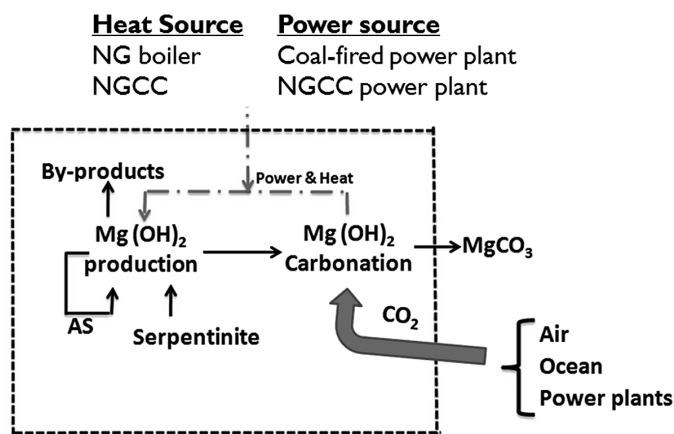 Heat Source
NG boiler
NGCC
Power source
Coal-fired power plant
NGCC power plant
By-products
Power & Heat
Mg (OH)₂
production
Mg (OH)₂
Carbonation
MgCO₃
AS
Serpentinite
CO₂
Air
Ocean
Power plants